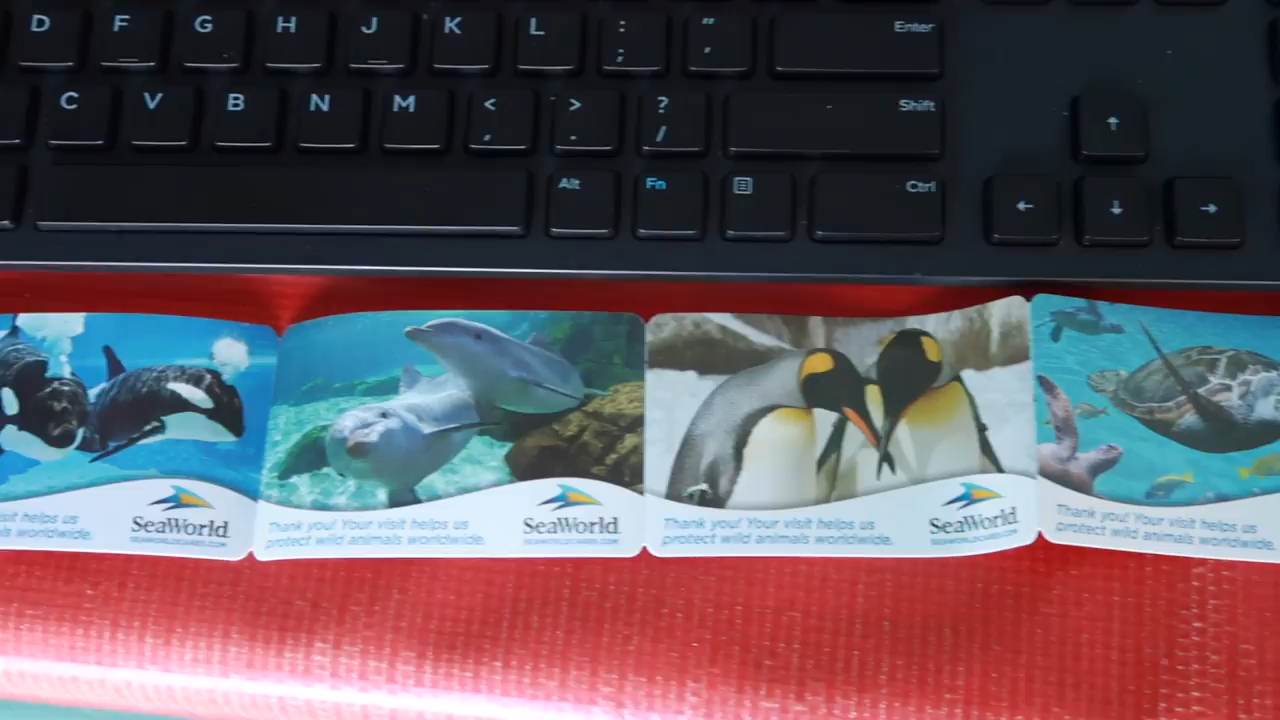 D F G H J K L : ; " ' Enter
C V B N M < , > . ? / Shift
Alt Fn Ctrl
↑
← ↓ →
sit helps us
worldwide.
SeaWorld
Thank you! Your visit helps us
protect wild animals worldwide.
SeaWorld
Thank you! Your visit helps us
protect wild animals worldwide.
SeaWorld
Thank you! Your visit helps us
protect wild animals worldwide.